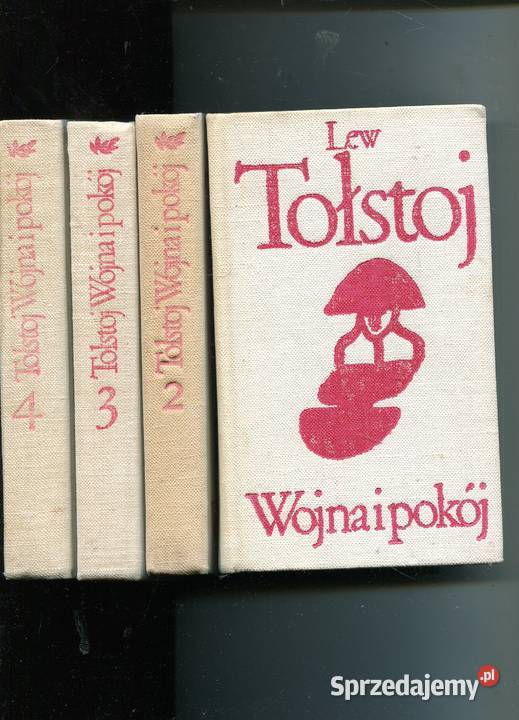 4 Tołstoj Wojna i pokój
3 Tołstoj Wojna i pokój
2 Tołstoj Wojna i pokój
Lew
Tołstoj
Wojna i pokój
Sprzedajemy.pl